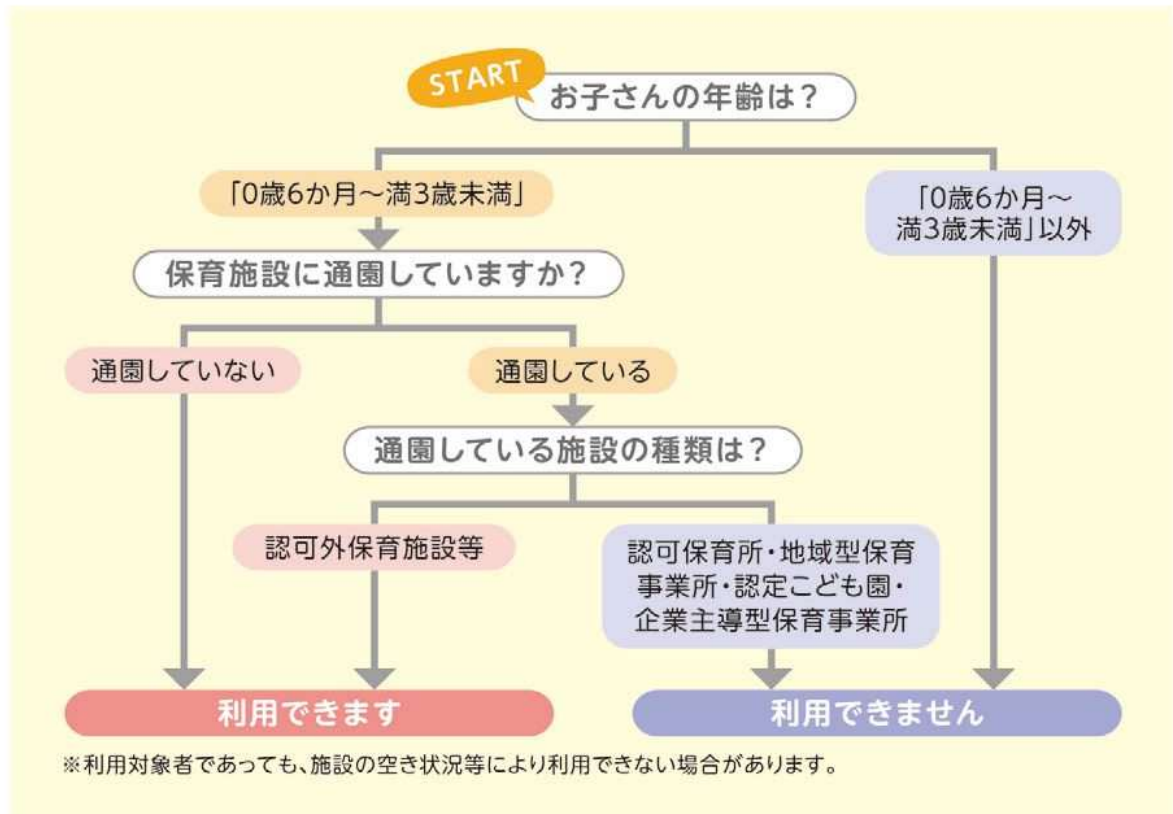 START
お子さんの年齢は？
「0歳6か月〜満3歳未満」
「0歳6か月〜
満3歳未満」以外
保育施設に通園していますか？
通園していない
通園している
通園している施設の種類は？
認可外保育施設等
認可保育所・地域型保育
事業所・認定こども園・
企業主導型保育事業所
利用できます
利用できません
※利用対象者であっても、施設の空き状況等により利用できない場合があります。